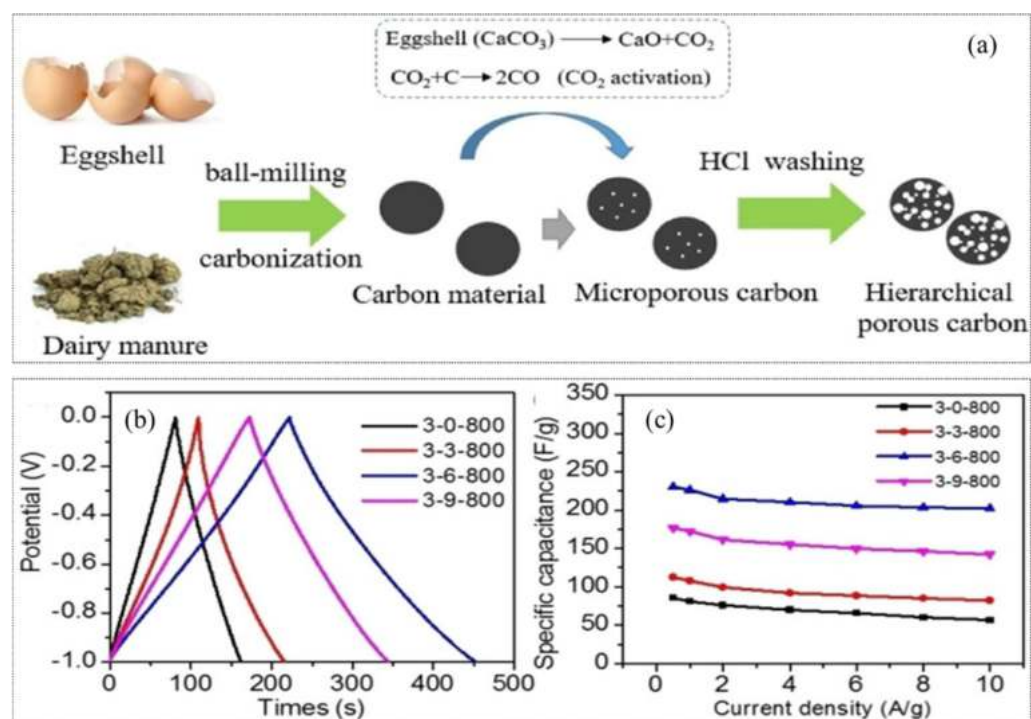 Eggshell (CaCO₃) → CaO+CO₂
CO₂+C → 2CO (CO₂ activation)
(a)
Eggshell
ball-milling
carbonization
HCl washing
Dairy manure
Carbon material
Microporous carbon
Hierarchical
porous carbon
(b)
0.0
-0.2
-0.4
-0.6
-0.8
-1.0
Potential (V)
3-0-800
3-3-800
3-6-800
3-9-800
0
100
200
300
400
500
Times (s)
(c)
350
300
250
200
150
100
50
0
Specific capacitance (F/g)
3-0-800
3-3-800
3-6-800
3-9-800
0
2
4
6
8
10
Current density (A/g)